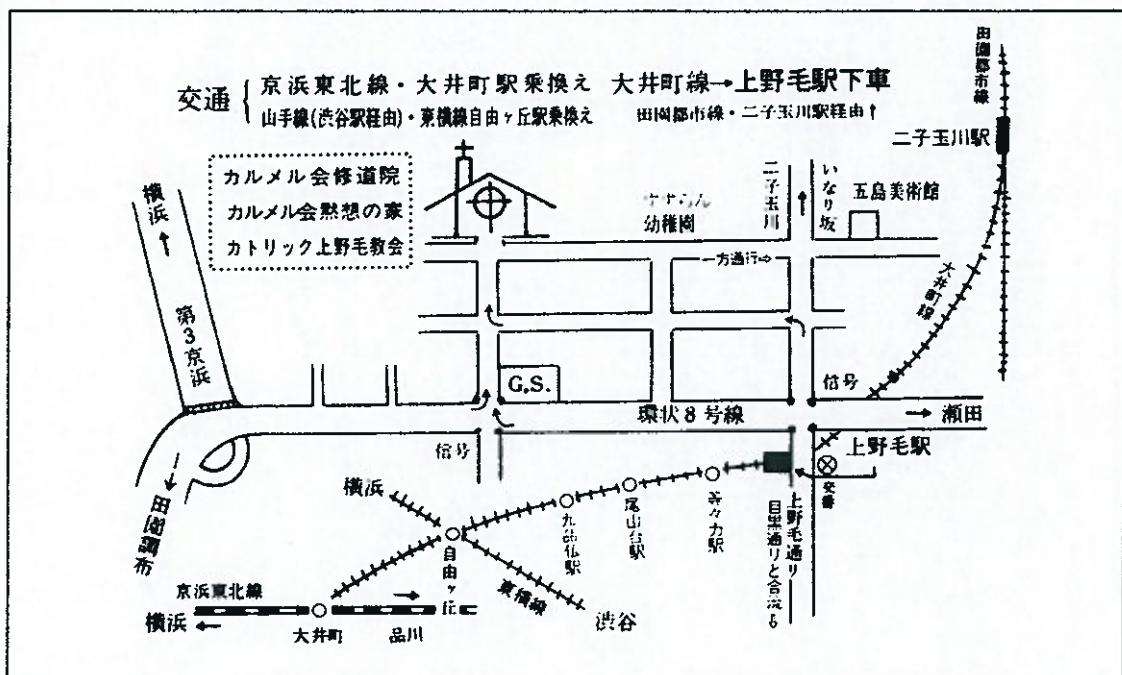 交通
京浜東北線・大井町駅乗換え 大井町線→上野毛駅下車
山手線(渋谷駅経由)・東横線自由ヶ丘駅乗換え 田園都市線・二子玉川駅経由↑
田園都市線
二子玉川駅
カルメル会修道院
カルメル会黙想の家
カトリック上野毛教会
横浜
幼稚園
二子玉川
いなり坂
五島美術館
一方通行⇨
大井町線
第3京浜
G.S.
信号
環状8号線
瀬田
信号
上野毛駅
交番
横浜
田園調布
自由ヶ丘
九品仏駅
尾山台駅
等々力駅
上野毛通り
目黒通りと合流る
京浜東北線
東横線
横浜
大井町
品川
渋谷